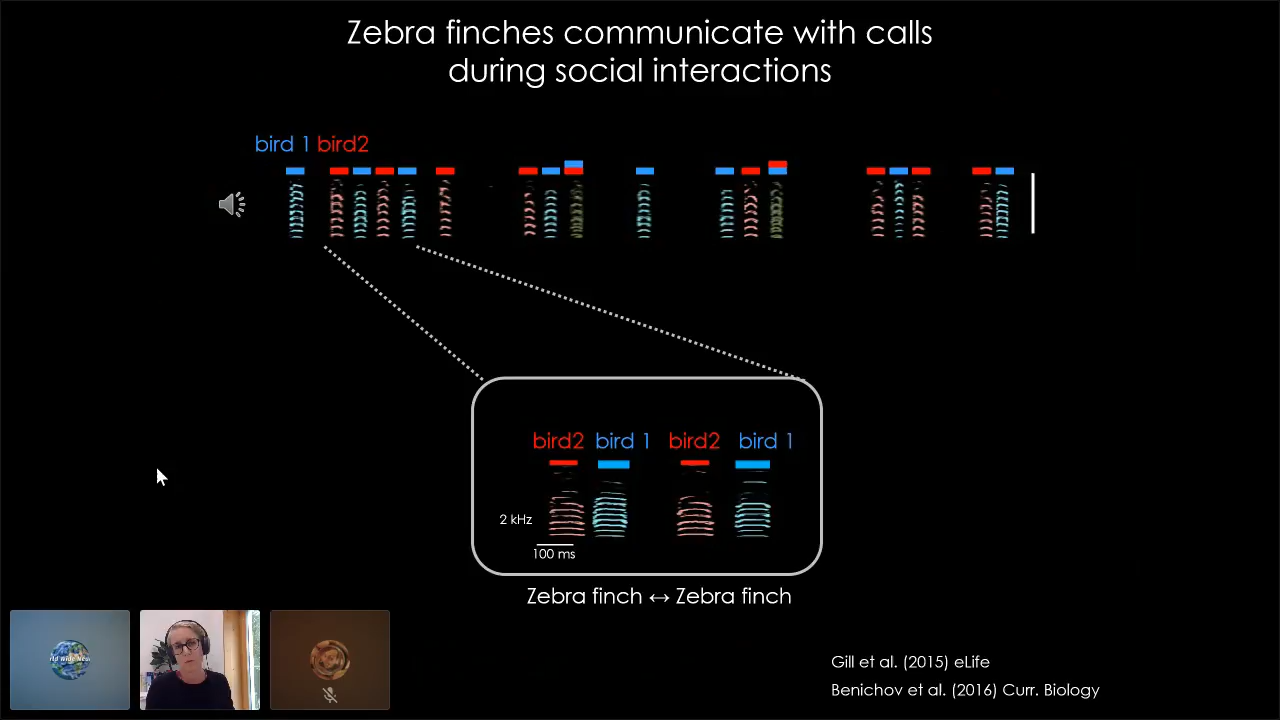 Zebra finches communicate with calls
during social interactions
bird 1 bird2
bird2 bird 1 bird2 bird 1
2 kHz
100 ms
Zebra finch ↔ Zebra finch
Gill et al. (2015) eLife
Benichov et al. (2016) Curr. Biology